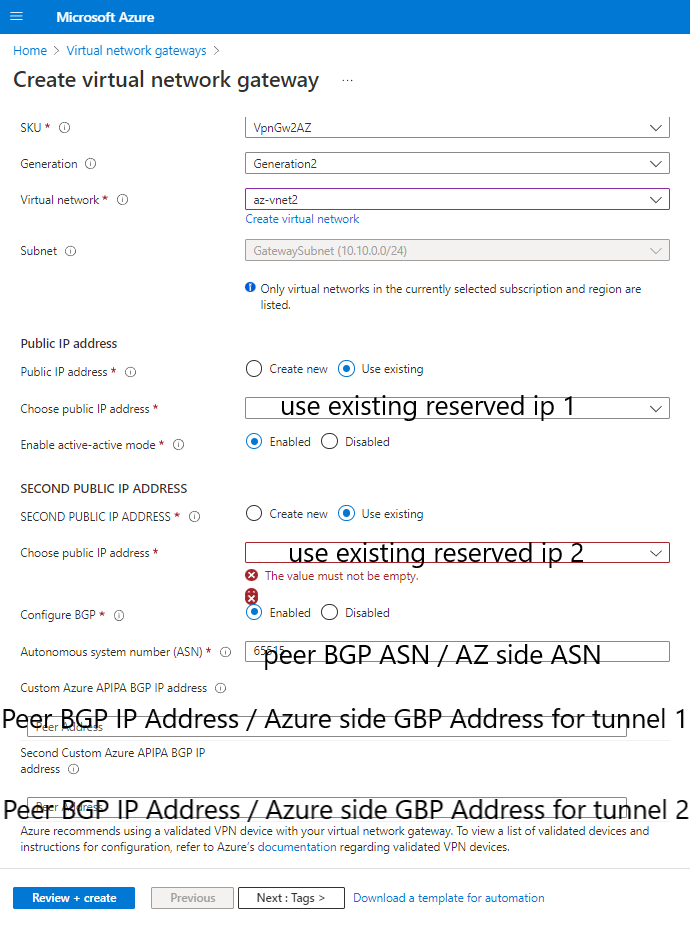 Microsoft Azure
Home > Virtual network gateways >
Create virtual network gateway ...
SKU * VpnGw2AZ
Generation Generation2
Virtual network * az-vnet2
Create virtual network
Subnet GatewaySubnet (10.10.0.0/24)
Only virtual networks in the currently selected subscription and region are
listed.
Public IP address
Public IP address * Create new Use existing
Choose public IP address * use existing reserved ip 1
Enable active-active mode * Enabled Disabled
SECOND PUBLIC IP ADDRESS
SECOND PUBLIC IP ADDRESS * Create new Use existing
Choose public IP address * use existing reserved ip 2
The value must not be empty.
Configure BGP * Enabled Disabled
Autonomous system number (ASN) * 65515 peer BGP ASN / AZ side ASN
Custom Azure APIPA BGP IP address
Peer BGP IP Address / Azure side GBP Address for tunnel 1
Peer Address
Second Custom Azure APIPA BGP IP
address
Peer BGP IP Address / Azure side GBP Address for tunnel 2
Peer Address
Azure recommends using a validated VPN device with your virtual network gateway. To view a list of validated devices and
instructions for configuration, refer to Azure's documentation regarding validated VPN devices.
Review + create Previous Next : Tags > Download a template for automation